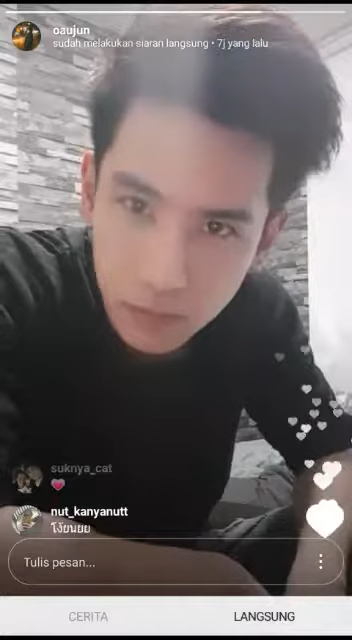 oaujun
sudah melakukan siaran langsung • 7j yang lalu
suknya_cat
nut_kanyanutt
โง้ยยยย
Tulis pesan...
CERITA
LANGSUNG